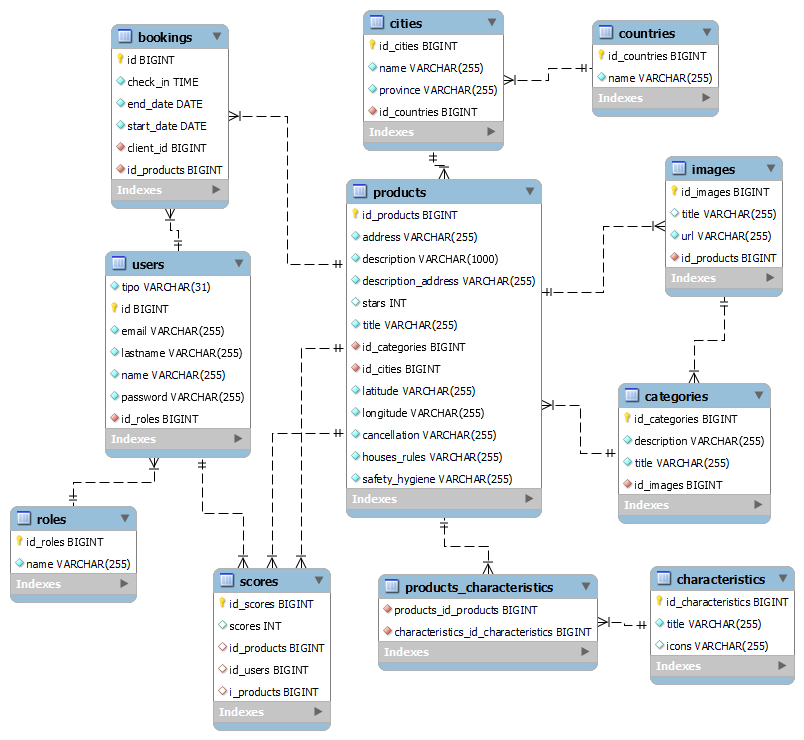 bookings
id BIGINT
check_in TIME
end_date DATE
start_date DATE
client_id BIGINT
id_products BIGINT
Indexes
cities
id_cities BIGINT
name VARCHAR(255)
province VARCHAR(255)
id_countries BIGINT
Indexes
countries
id_countries BIGINT
name VARCHAR(255)
Indexes
products
id_products BIGINT
address VARCHAR(255)
description VARCHAR(1000)
description_address VARCHAR(255)
stars INT
title VARCHAR(255)
id_categories BIGINT
id_cities BIGINT
latitude VARCHAR(255)
longitude VARCHAR(255)
cancellation VARCHAR(255)
houses_rules VARCHAR(255)
safety_hygiene VARCHAR(255)
Indexes
images
id_images BIGINT
title VARCHAR(255)
url VARCHAR(255)
id_products BIGINT
Indexes
users
tipo VARCHAR(31)
id BIGINT
email VARCHAR(255)
lastname VARCHAR(255)
name VARCHAR(255)
password VARCHAR(255)
id_roles BIGINT
Indexes
categories
id_categories BIGINT
description VARCHAR(255)
title VARCHAR(255)
id_images BIGINT
Indexes
roles
id_roles BIGINT
name VARCHAR(255)
Indexes
scores
id_scores BIGINT
scores INT
id_products BIGINT
id_users BIGINT
i_products BIGINT
Indexes
products_characteristics
products_id_products BIGINT
characteristics_id_characteristics BIGINT
Indexes
characteristics
id_characteristics BIGINT
title VARCHAR(255)
icons VARCHAR(255)
Indexes